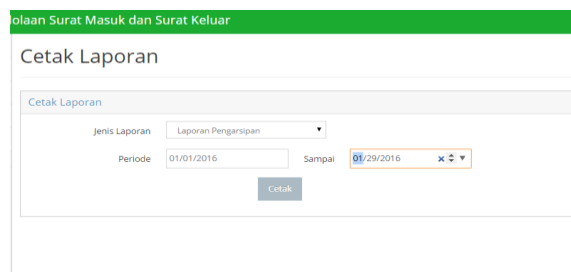 olaan Surat Masuk dan Surat Keluar
Cetak Laporan
Cetak Laporan
Jenis Laporan Laporan Pengarsipan
Periode 01/01/2016 Sampai 01/29/2016
Cetak